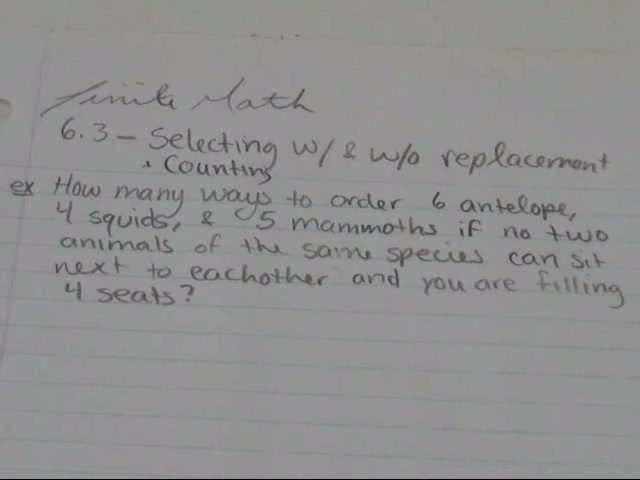 Finite Math
6.3 - Selecting w/ & w/o replacement
· Counting
ex How many ways to order 6 antelope,
4 squids, & 5 mammoths if no two
animals of the same species can sit
next to eachother and you are filling
4 seats?